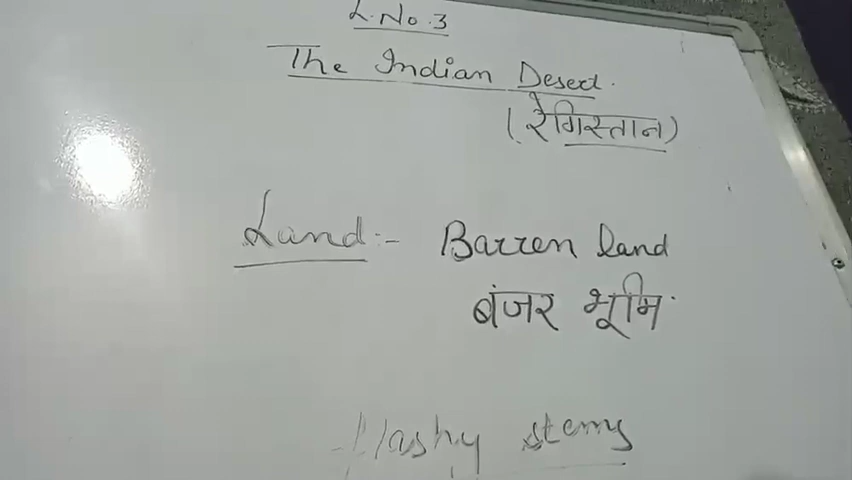 L.No.3
The Indian Desert.
(रेगिस्तान)
Land:- Barren land
बंजर भूमि
flashy stems